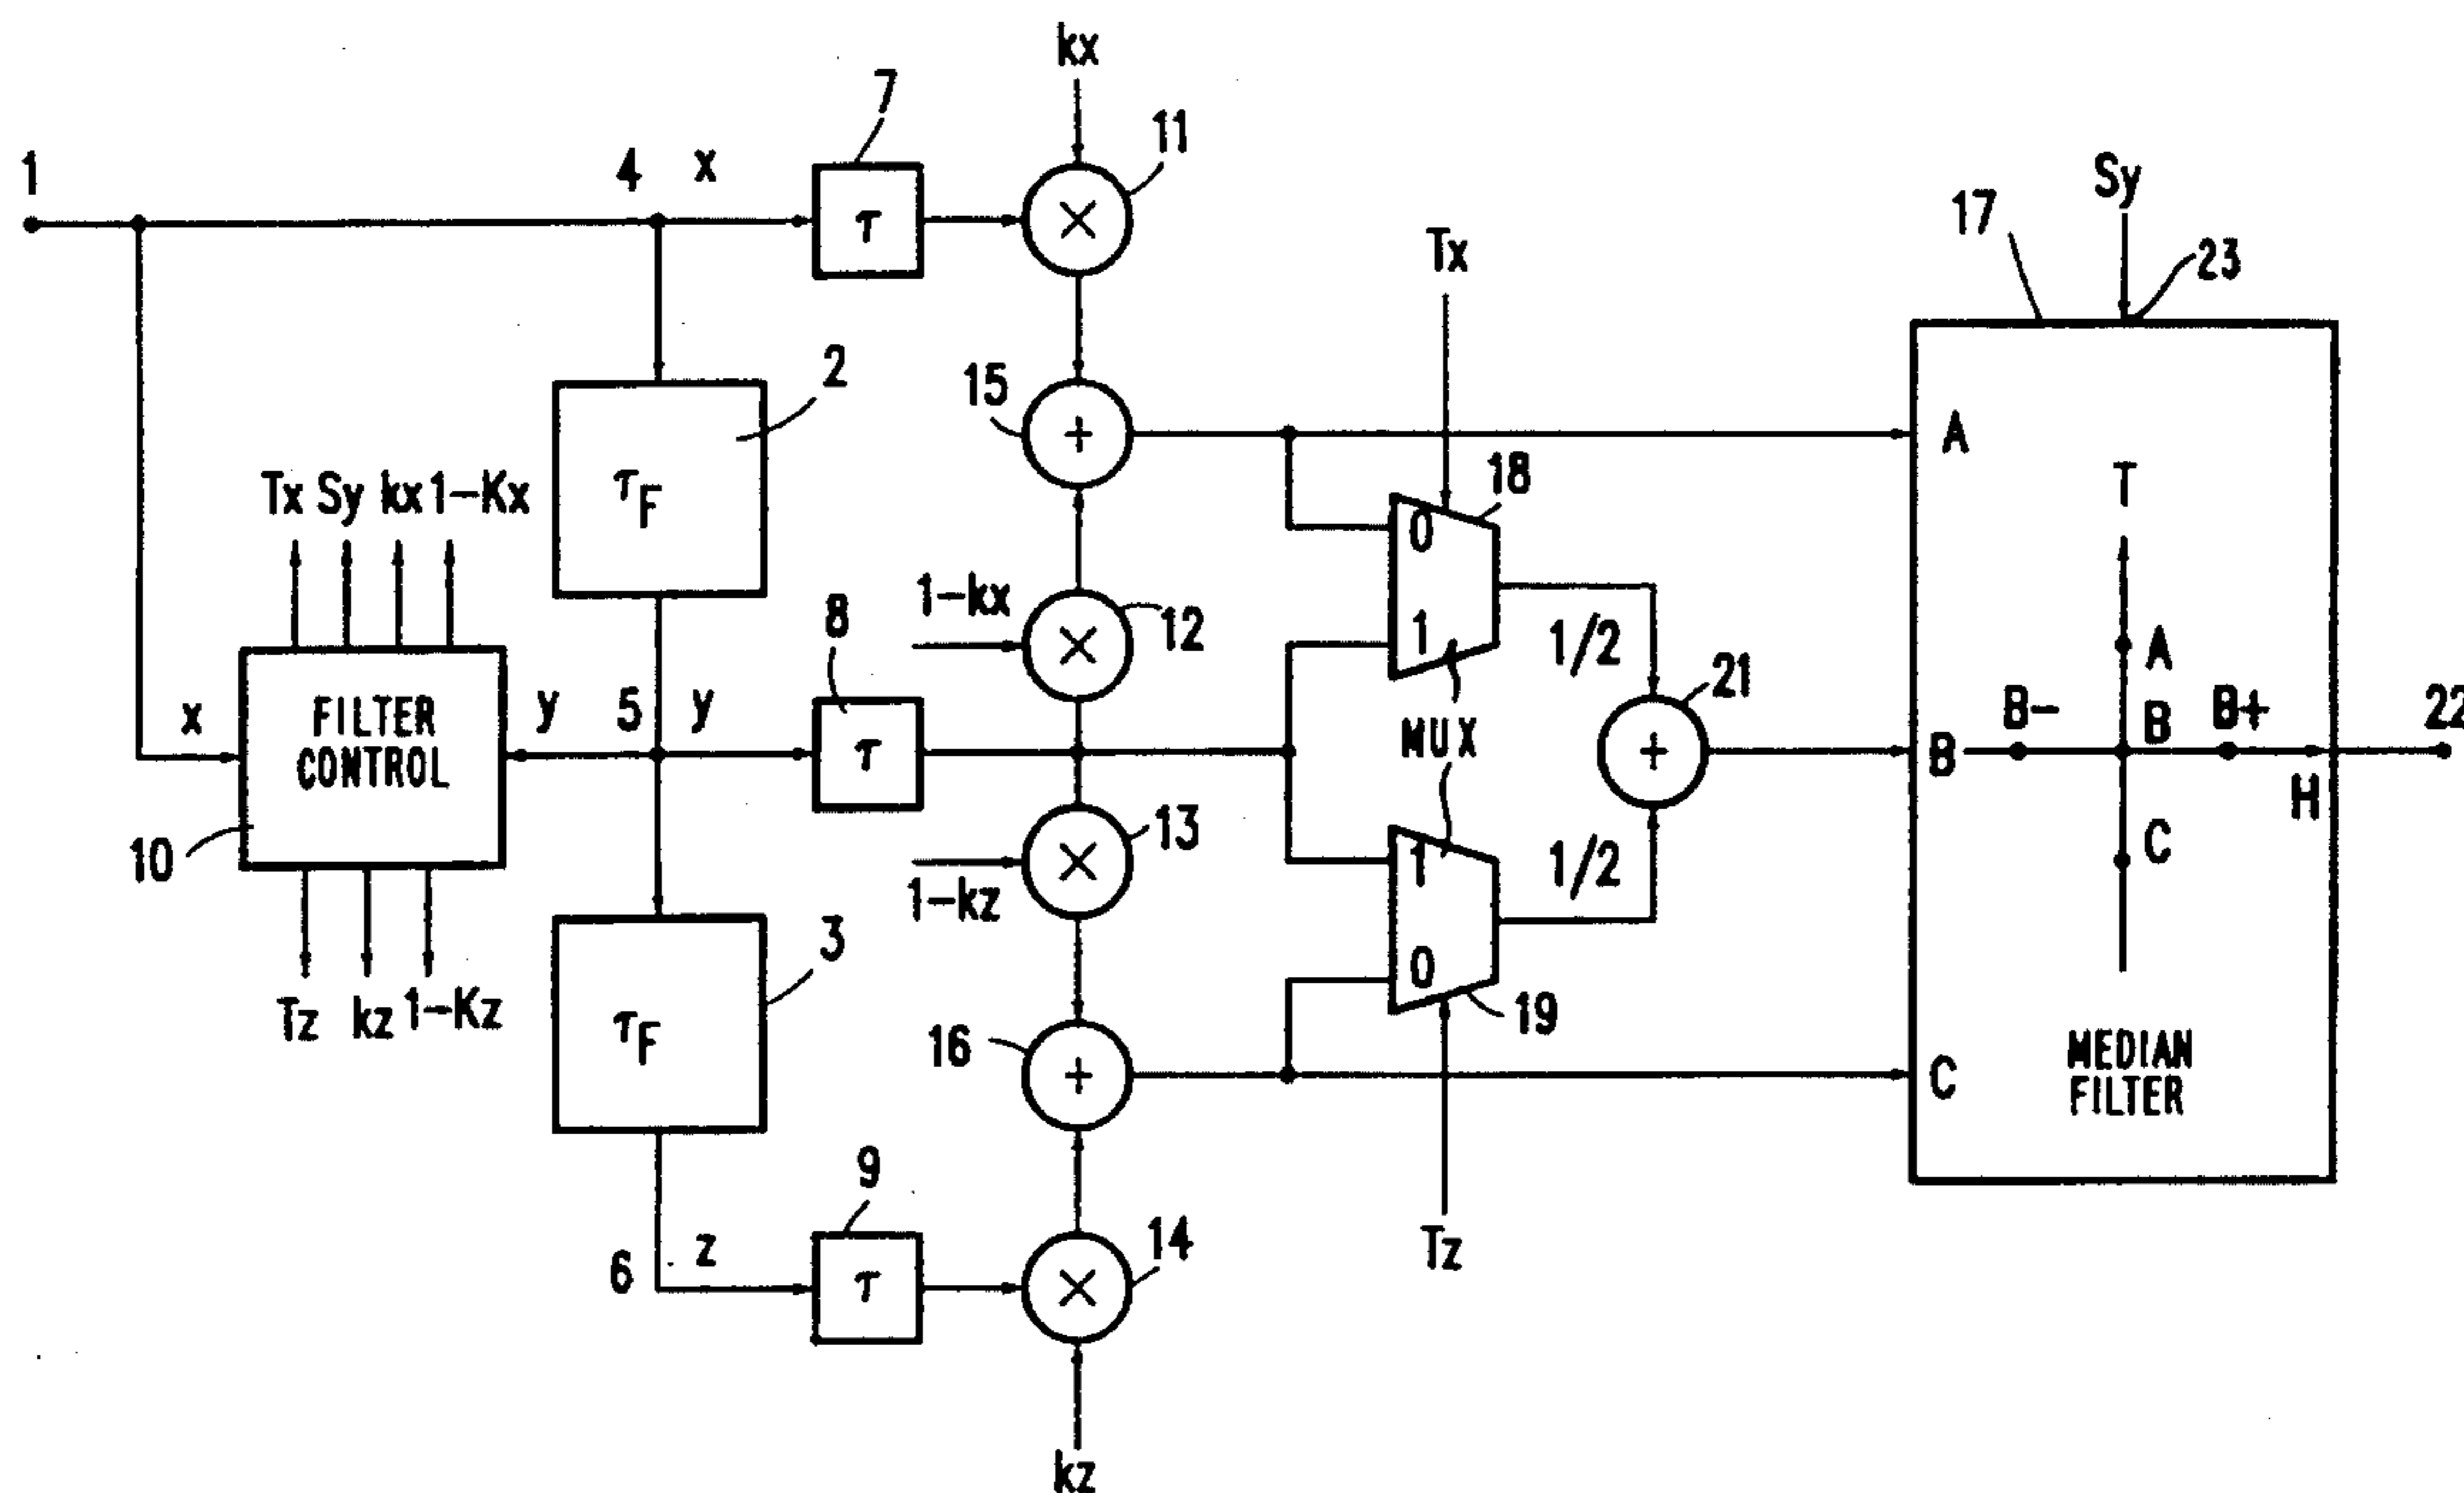 kx
7
11
1
4 x
τ
×
Tx
Sy
17
23
2
15
+
A
T
18
Tx Sy kx 1-Kx
τF
0
1-kx
12
8
×
1
1/2
A
21
FILTER
CONTROL
x
y 5 y
τ
MUX
+
B
B- B B+
22
H
10
13
×
1-kz
1
1/2
C
3
0
Tz kz 1-Kz
τF
19
16
+
C
MEDIAN
FILTER
9
6 z
τ
14
×
Tz
kz